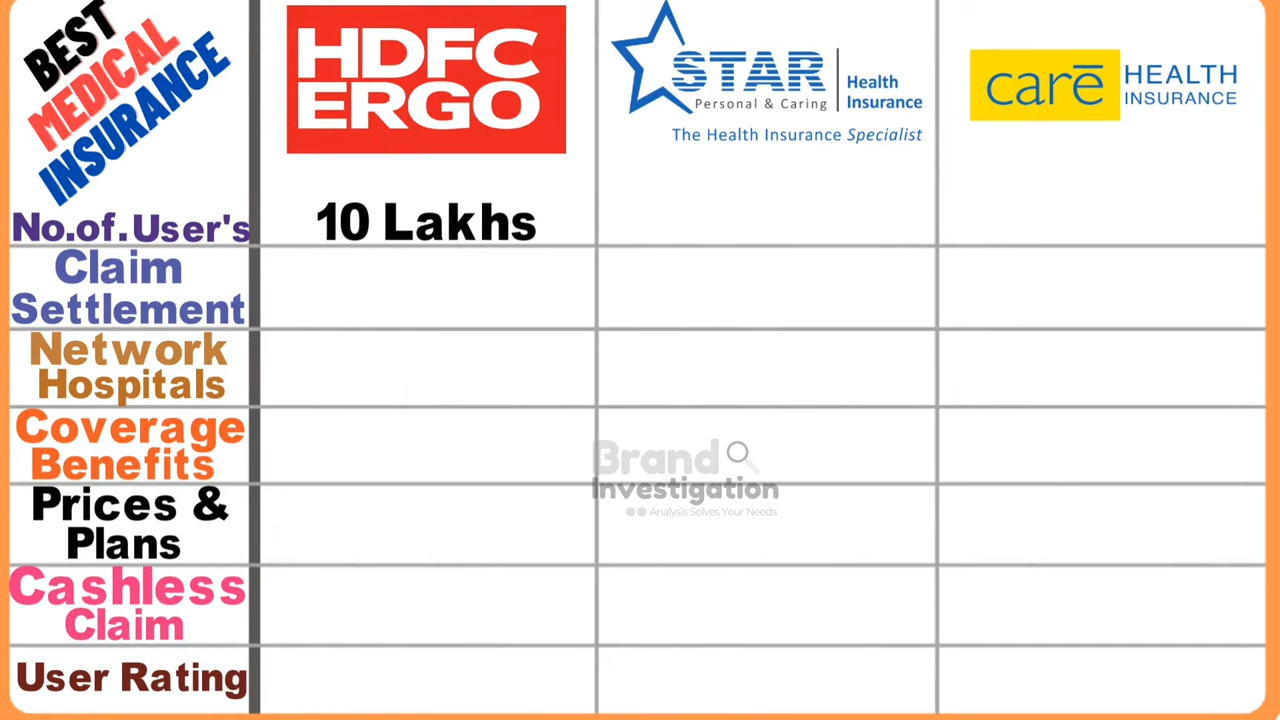 BEST
MEDICAL
INSURANCE
HDFC
ERGO
STAR
Personal & Caring
Health
Insurance
The Health Insurance Specialist
carē
HEALTH
INSURANCE
No.of.User's
10 Lakhs
Claim
Settlement
Network
Hospitals
Coverage
Benefits
Brand
Investigation
Analysis Solves Your Needs
Prices &
Plans
Cashless
Claim
User Rating